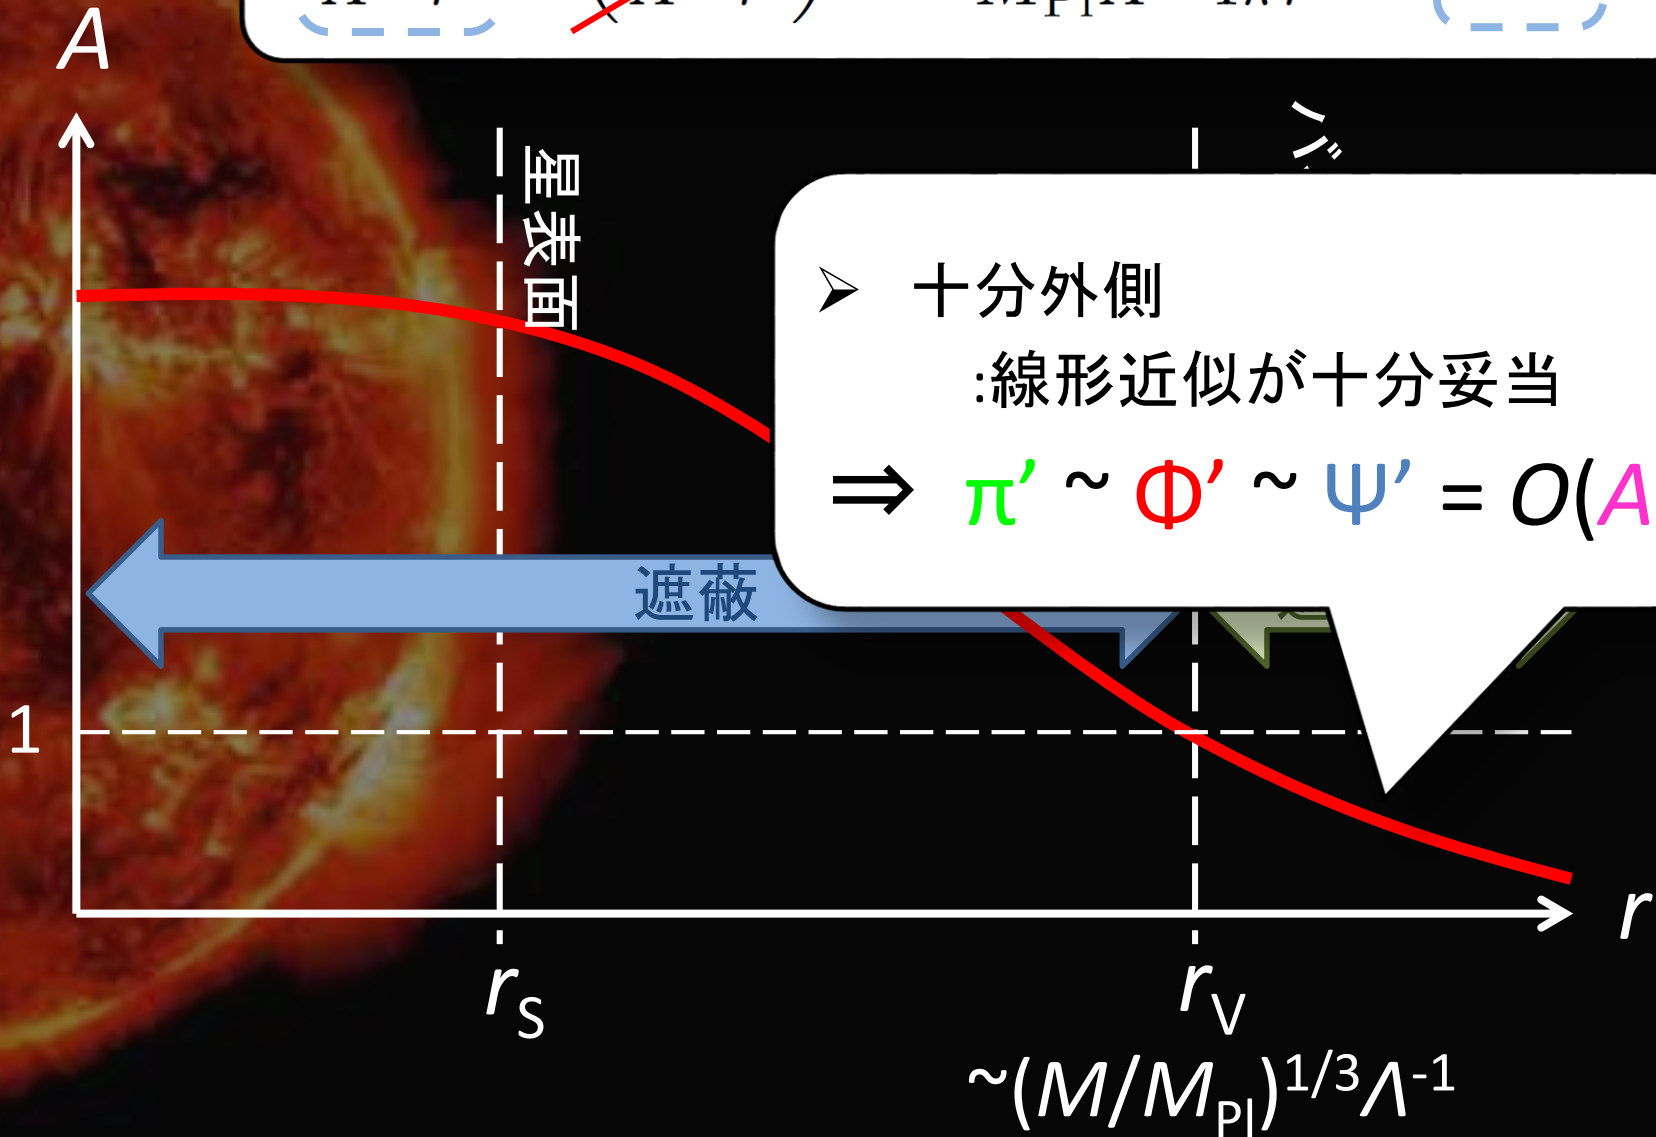 A
星表面
➢ 十分外側
:線形近似が十分妥当
⇒ π’ ~ Φ’ ~ Ψ’ = O(A
遮蔽
1
r
rS
rV
~(M/MPl)1/3Λ-1